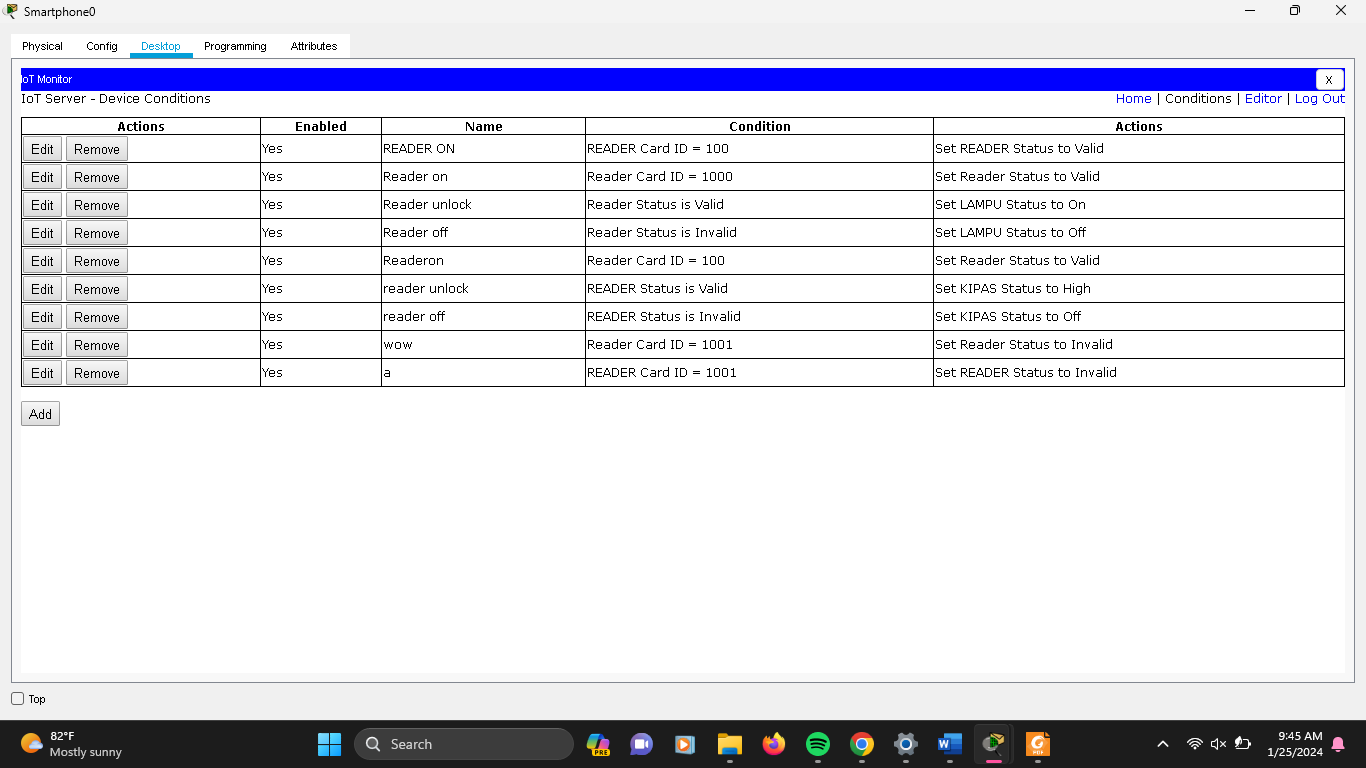 Smartphone0
Physical Config Desktop Programming Attributes
IoT Monitor X
IoT Server - Device Conditions Home | Conditions | Editor | Log Out
Actions Enabled Name Condition Actions
Edit Remove Yes READER ON READER Card ID = 100 Set READER Status to Valid
Edit Remove Yes Reader on Reader Card ID = 1000 Set Reader Status to Valid
Edit Remove Yes Reader unlock Reader Status is Valid Set LAMPU Status to On
Edit Remove Yes Reader off Reader Status is Invalid Set LAMPU Status to Off
Edit Remove Yes Readeron Reader Card ID = 100 Set Reader Status to Valid
Edit Remove Yes reader unlock READER Status is Valid Set KIPAS Status to High
Edit Remove Yes reader off READER Status is Invalid Set KIPAS Status to Off
Edit Remove Yes wow Reader Card ID = 1001 Set Reader Status to Invalid
Edit Remove Yes a READER Card ID = 1001 Set READER Status to Invalid
Add
Top
82°F
Mostly sunny
Search
PRE
W
PDF
9:45 AM
1/25/2024